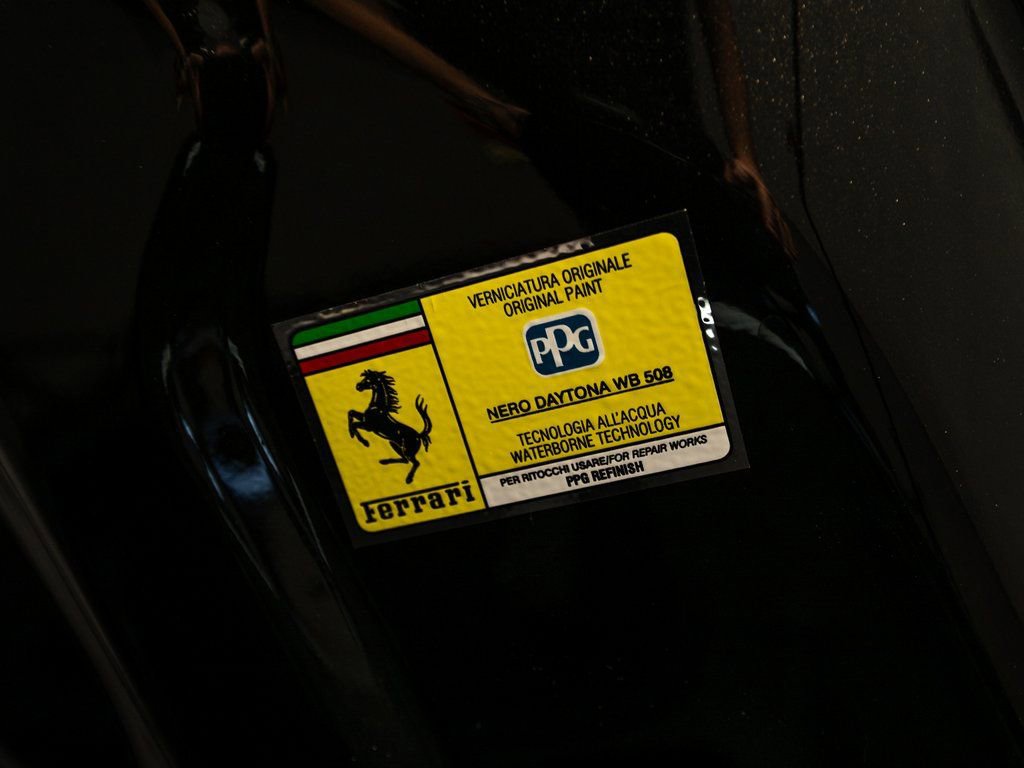 VERNICIATURA ORIGINALE
ORIGINAL PAINT
PPG
NERO DAYTONA WB 508
TECNOLOGIA ALL'ACQUA
WATERBORNE TECHNOLOGY
PER RITOCCHI USARE/FOR REPAIR WORKS
PPG REFINISH
Ferrari